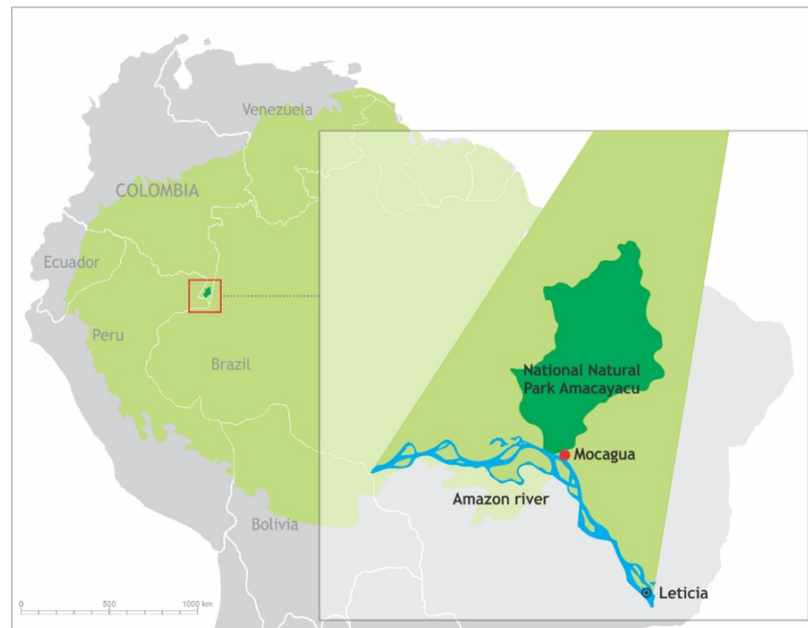 Venezuela
COLOMBIA
Ecuador
Peru
Brazil
National Natural
Park Amacayacu
Mocagua
Amazon river
Bolivia
Leticia
0 500 1000 km